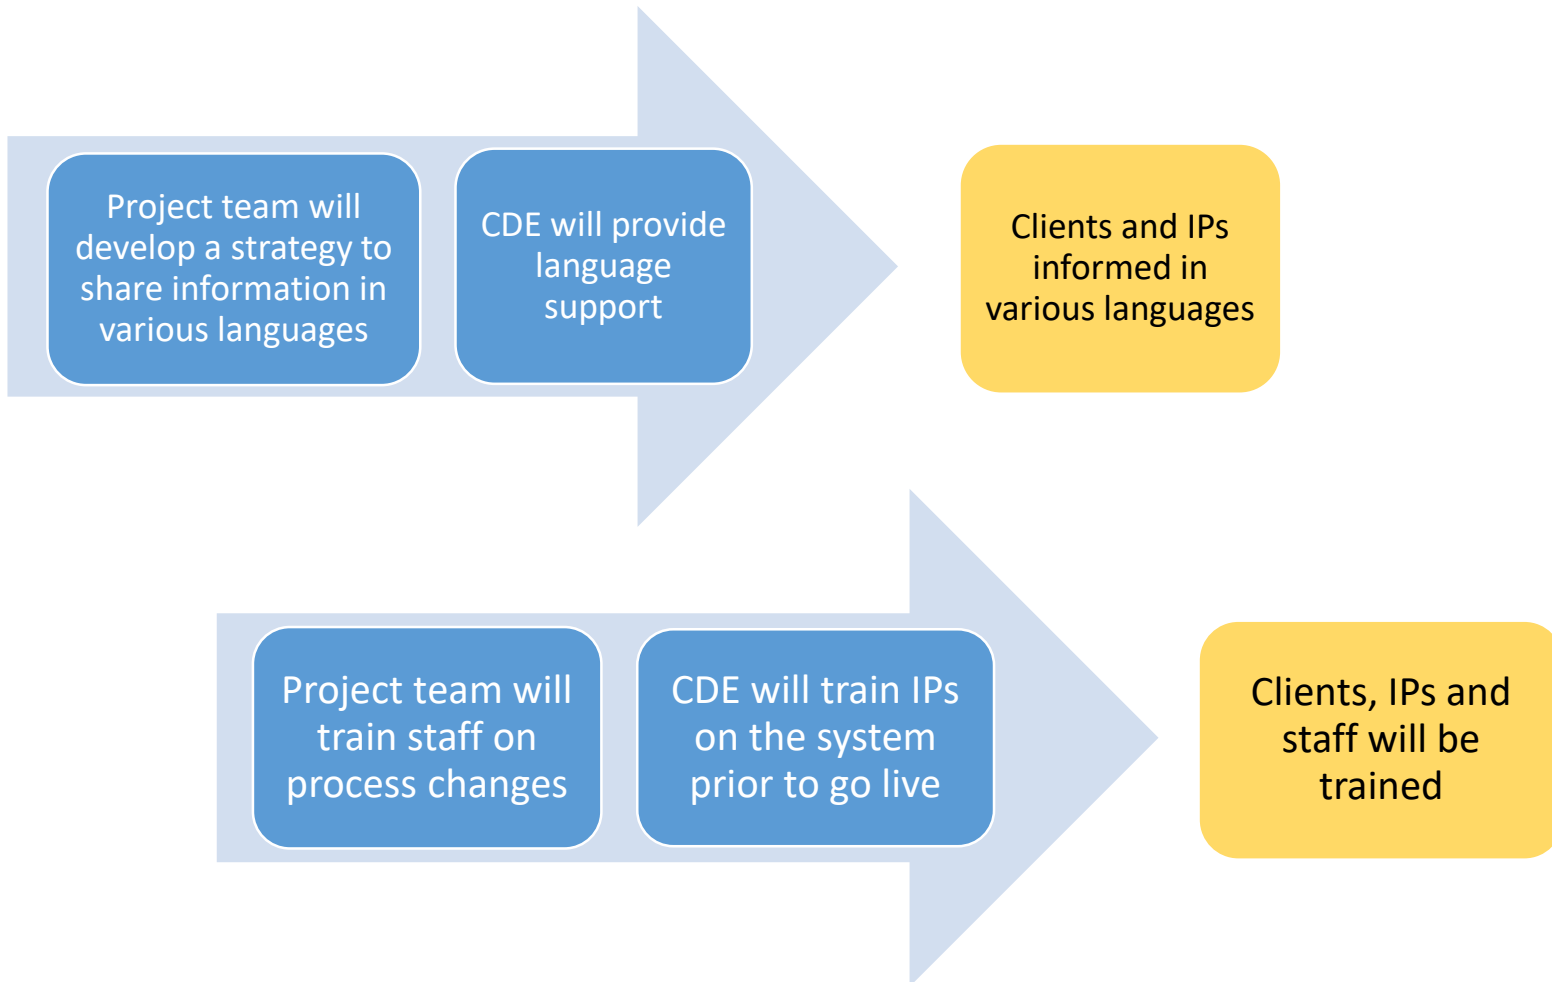 Project team will
develop a strategy to
share information in
various languages
CDE will provide
language
support
Clients and IPs
informed in
various languages
Project team will
train staff on
process changes
CDE will train IPs
on the system
prior to go live
Clients, IPs and
staff will be
trained